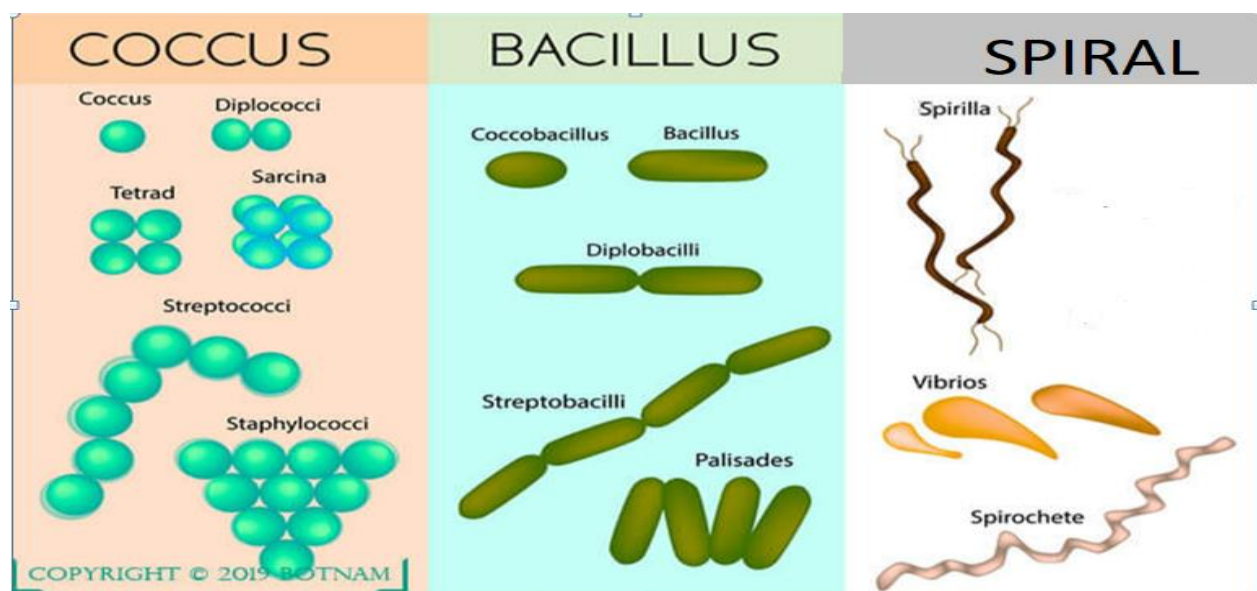 COCCUS
Coccus
Diplococci
Tetrad
Sarcina
Streptococci
Staphylococci
COPYRIGHT © 2019 BOTNAM
BACILLUS
Coccobacillus
Bacillus
Diplobacilli
Streptobacilli
Palisades
SPIRAL
Spirilla
Vibrios
Spirochete